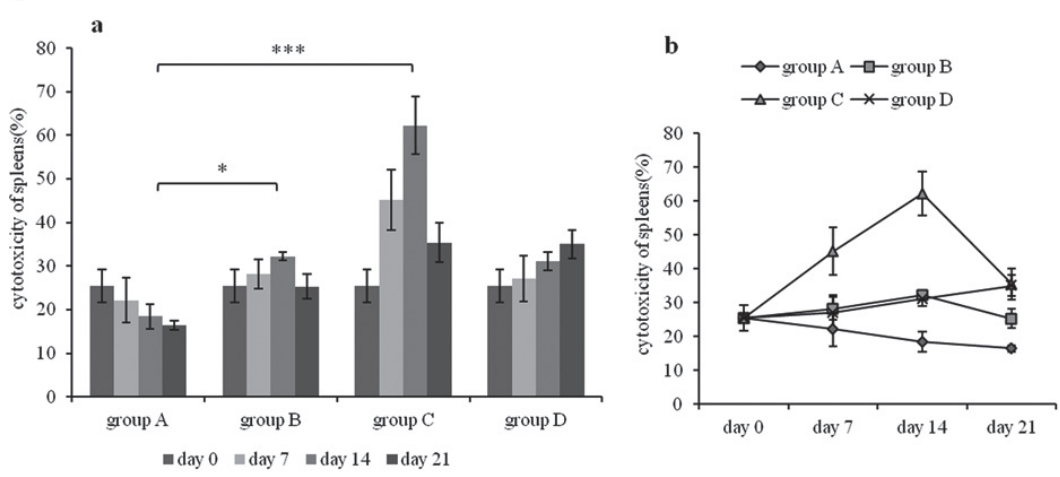 a
***
*
cytotoxicity of spleens(%)
80
70
60
50
40
30
20
10
0
group A group B group C group D
day 0 day 7 day 14 day 21
b
group A group B
group C group D
cytotoxicity of spleens(%)
80
70
60
50
40
30
20
10
0
day 0 day 7 day 14 day 21